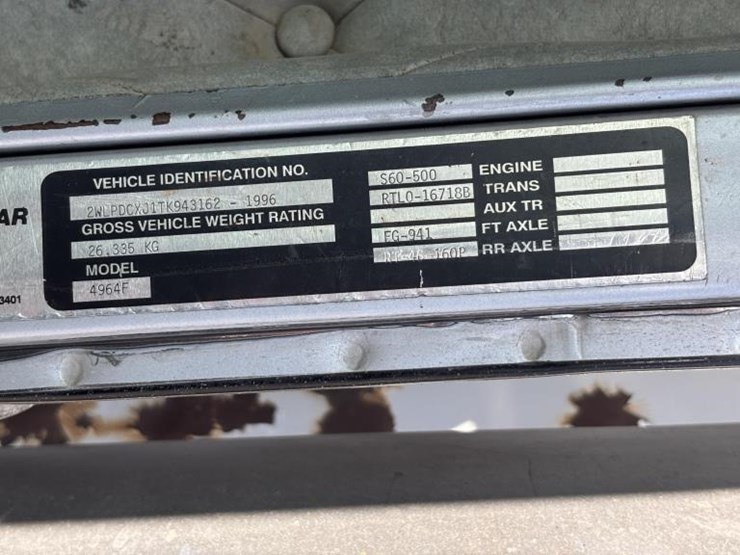 AR
3401
VEHICLE IDENTIFICATION NO.
2WLPDCXJ1TK943162 - 1996
GROSS VEHICLE WEIGHT RATING
26.335 KG
MODEL
4964F
S60-500 ENGINE
RTLO-16718B TRANS
AUX TR
FG-941 FT AXLE
RR AXLE